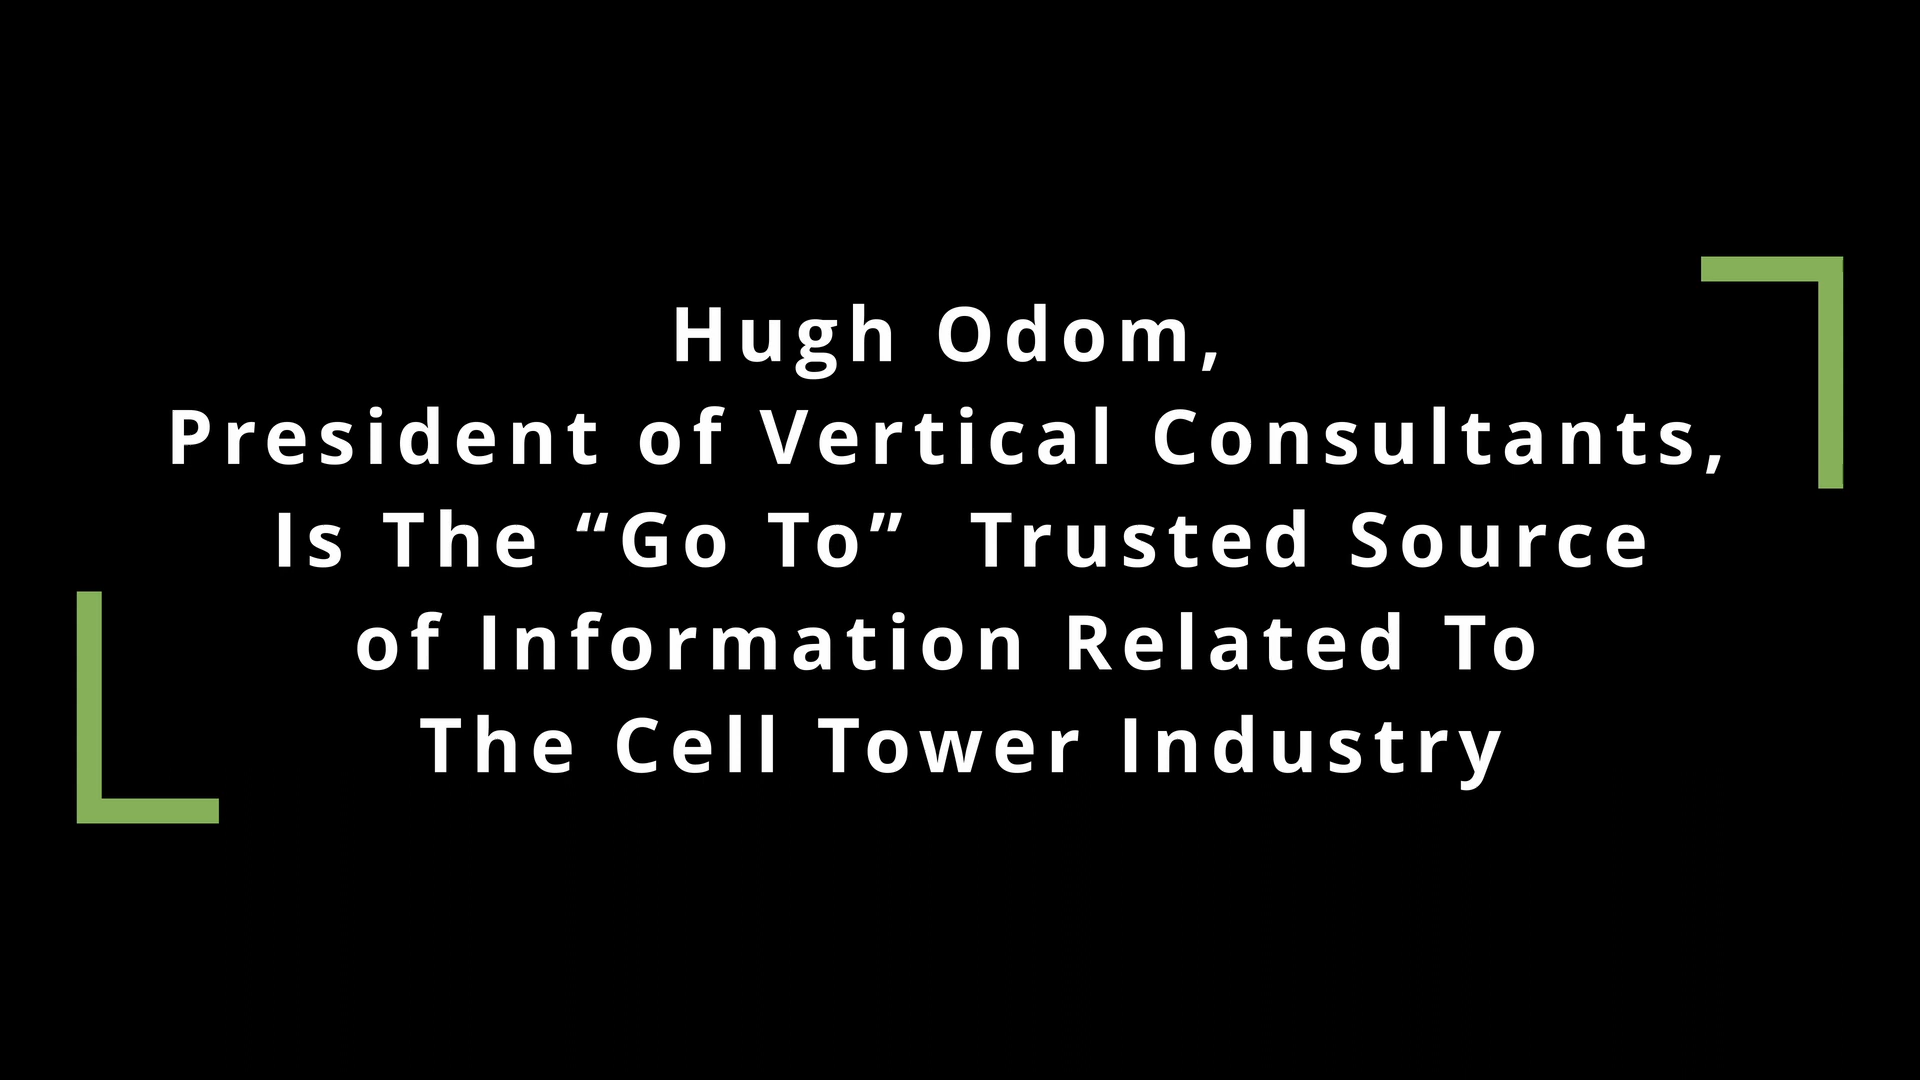 Hugh Odom,
President of Vertical Consultants,
Is The “Go To”  Trusted Source
of Information Related To
The Cell Tower Industry